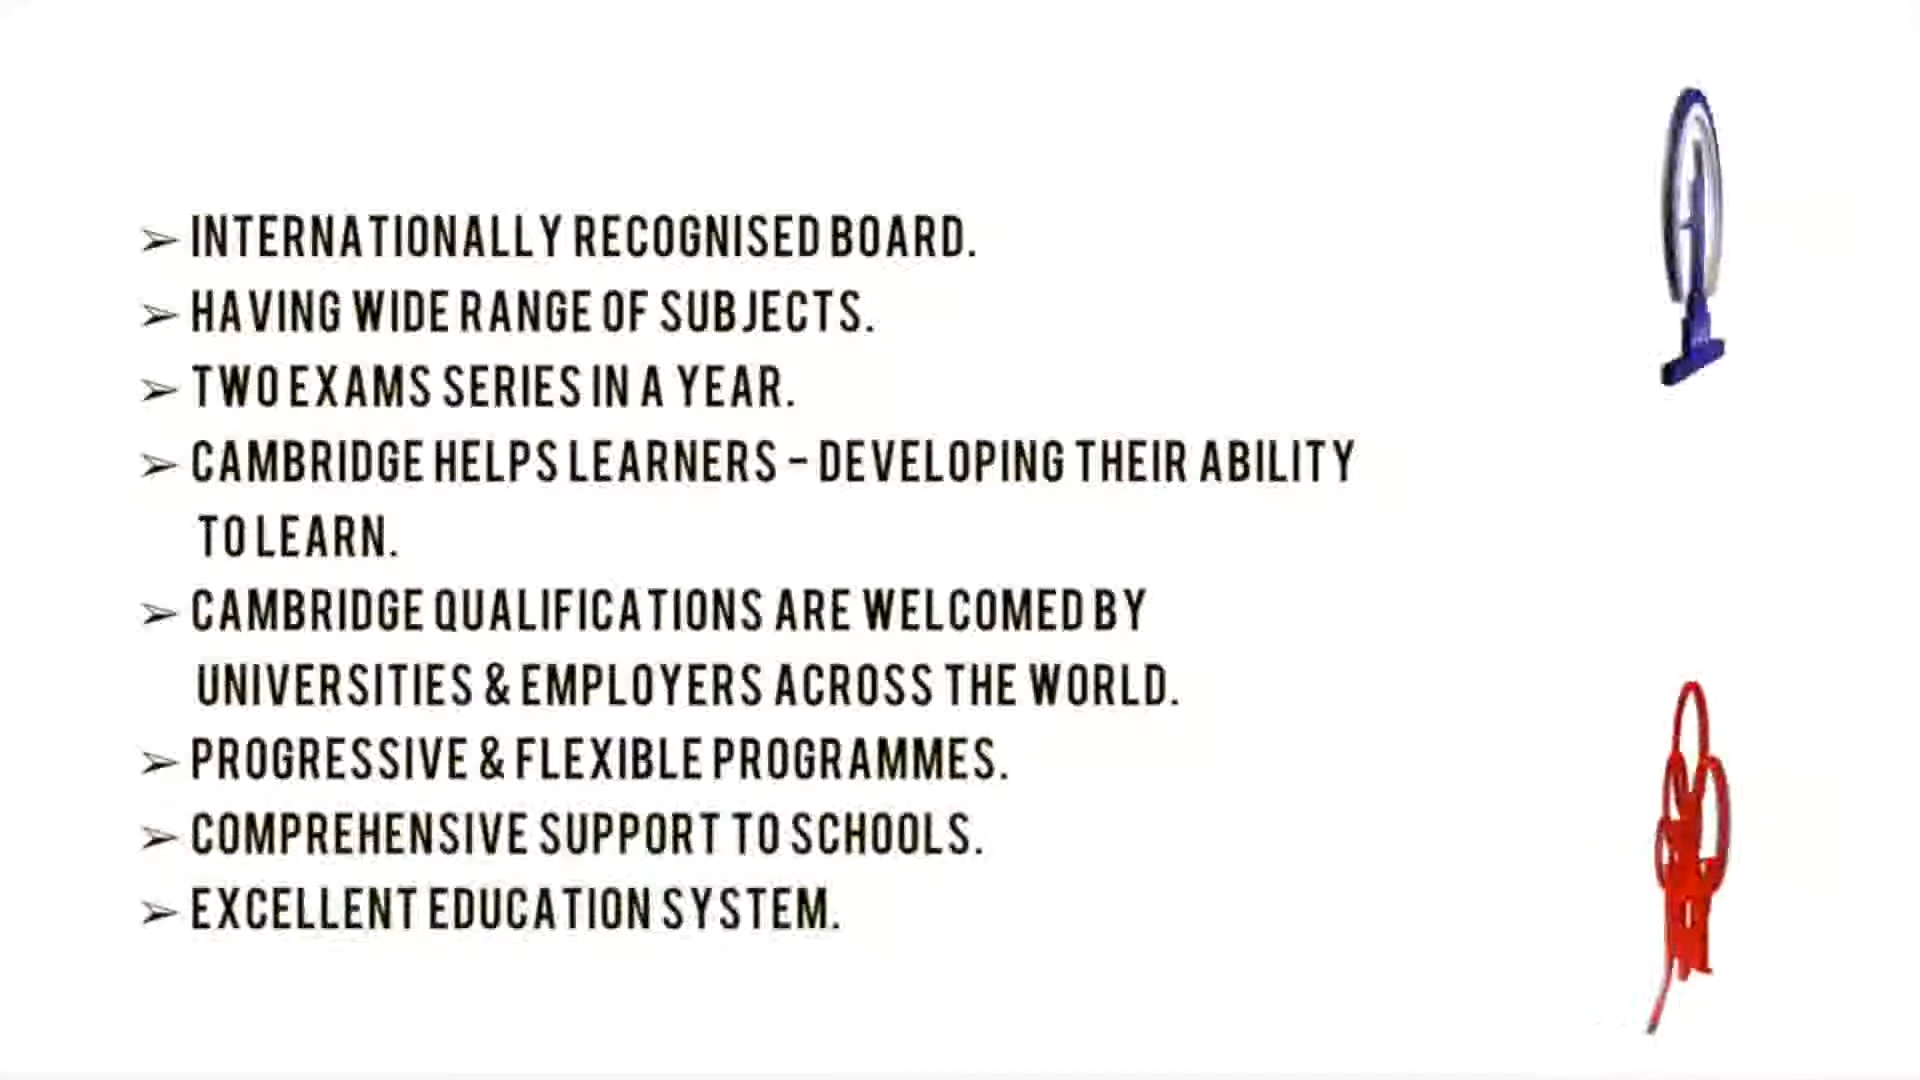 ➢ INTERNATIONALLY RECOGNISED BOARD.
➢ HAVING WIDE RANGE OF SUBJECTS.
➢ TWO EXAMS SERIES IN A YEAR.
➢ CAMBRIDGE HELPS LEARNERS - DEVELOPING THEIR ABILITY
TO LEARN.
➢ CAMBRIDGE QUALIFICATIONS ARE WELCOMED BY
UNIVERSITIES & EMPLOYERS ACROSS THE WORLD.
➢ PROGRESSIVE & FLEXIBLE PROGRAMMES.
➢ COMPREHENSIVE SUPPORT TO SCHOOLS.
➢ EXCELLENT EDUCATION SYSTEM.